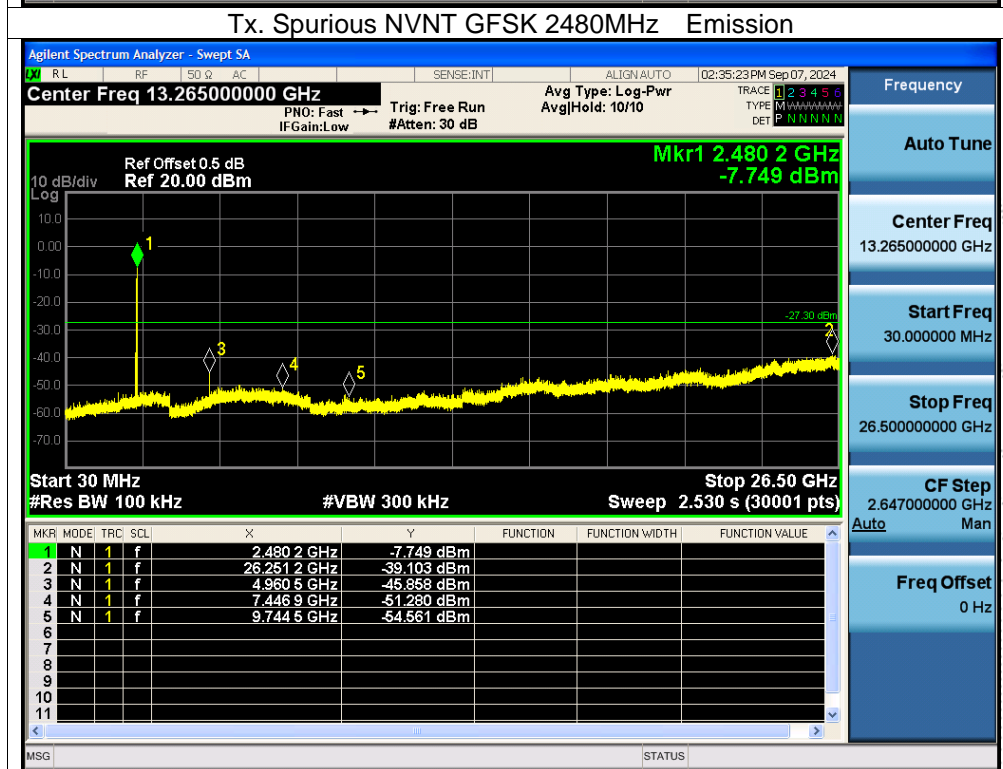 Tx. Spurious NVNT GFSK 2480MHz Emission
Agilent Spectrum Analyzer - Swept SA
LXI RL RF 50 Ω AC SENSE:INT ALIGN AUTO 02:35:23 PM Sep 07, 2024
Center Freq 13.265000000 GHz
PNO: Fast
IFGain:Low
Trig: Free Run
#Atten: 30 dB
Avg Type: Log-Pwr
Avg|Hold: 10/10
TRACE 1 2 3 4 5 6
TYPE M
DET P N N N N N
Mkr1 2.480 2 GHz
-7.749 dBm
Ref Offset 0.5 dB
10 dB/div Ref 20.00 dBm
Log
10.0
0.00
-10.0
-20.0
-30.0
-40.0
-50.0
-60.0
-70.0
-27.30 dBm
1
2
3
4
5
Start 30 MHz Stop 26.50 GHz
#Res BW 100 kHz #VBW 300 kHz Sweep 2.530 s (30001 pts)
MKR MODE TRC SCL X Y FUNCTION FUNCTION WIDTH FUNCTION VALUE
1 N 1 f 2.480 2 GHz -7.749 dBm
2 N 1 f 26.251 2 GHz -39.103 dBm
3 N 1 f 4.960 5 GHz -45.858 dBm
4 N 1 f 7.446 9 GHz -51.280 dBm
5 N 1 f 9.744 5 GHz -54.561 dBm
6
7
8
9
10
11
MSG STATUS
Frequency
Auto Tune
Center Freq
13.265000000 GHz
Start Freq
30.000000 MHz
Stop Freq
26.500000000 GHz
CF Step
2.647000000 GHz
Auto Man
Freq Offset
0 Hz